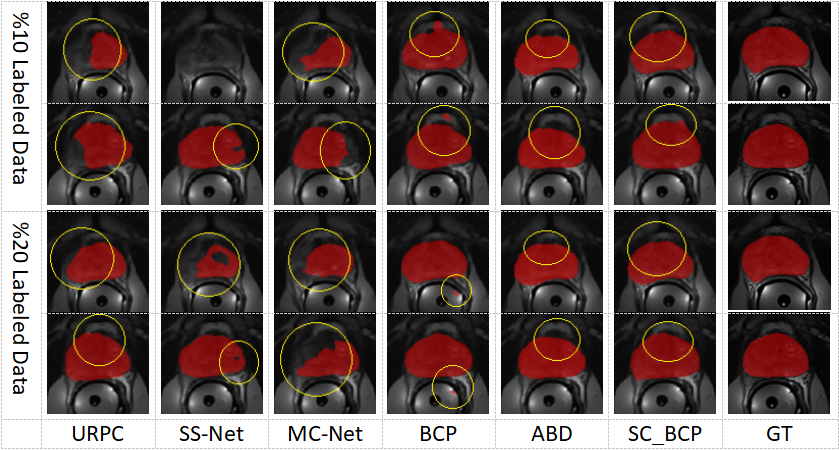 %10 Labeled Data
%20 Labeled Data
URPC SS-Net MC-Net BCP ABD SC_BCP GT